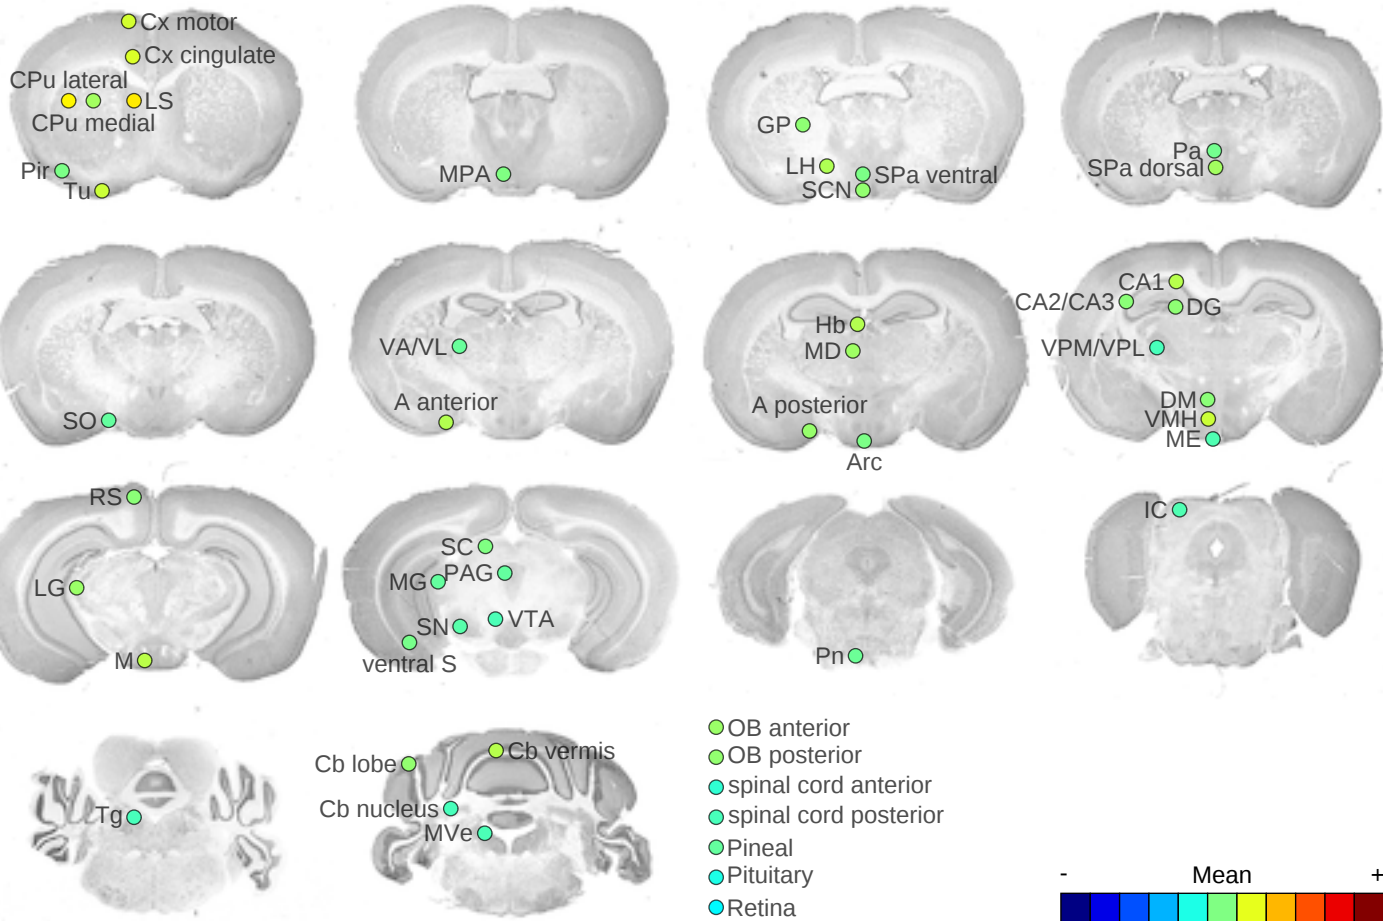 Cx motor
Cx cingulate
CPu lateral
LS
CPu medial
Pir
Tu
MPA
GP
LH
SPa ventral
SCN
Pa
SPa dorsal
SO
VA/VL
A anterior
Hb
MD
A posterior
Arc
CA1
CA2/CA3
DG
VPM/VPL
DM
VMH
ME
RS
LG
M
SC
MG
PAG
SN
VTA
ventral S
Pn
IC
Tg
Cb lobe
Cb vermis
Cb nucleus
MVe
OB anterior
OB posterior
spinal cord anterior
spinal cord posterior
Pineal
Pituitary
Retina
- Mean +